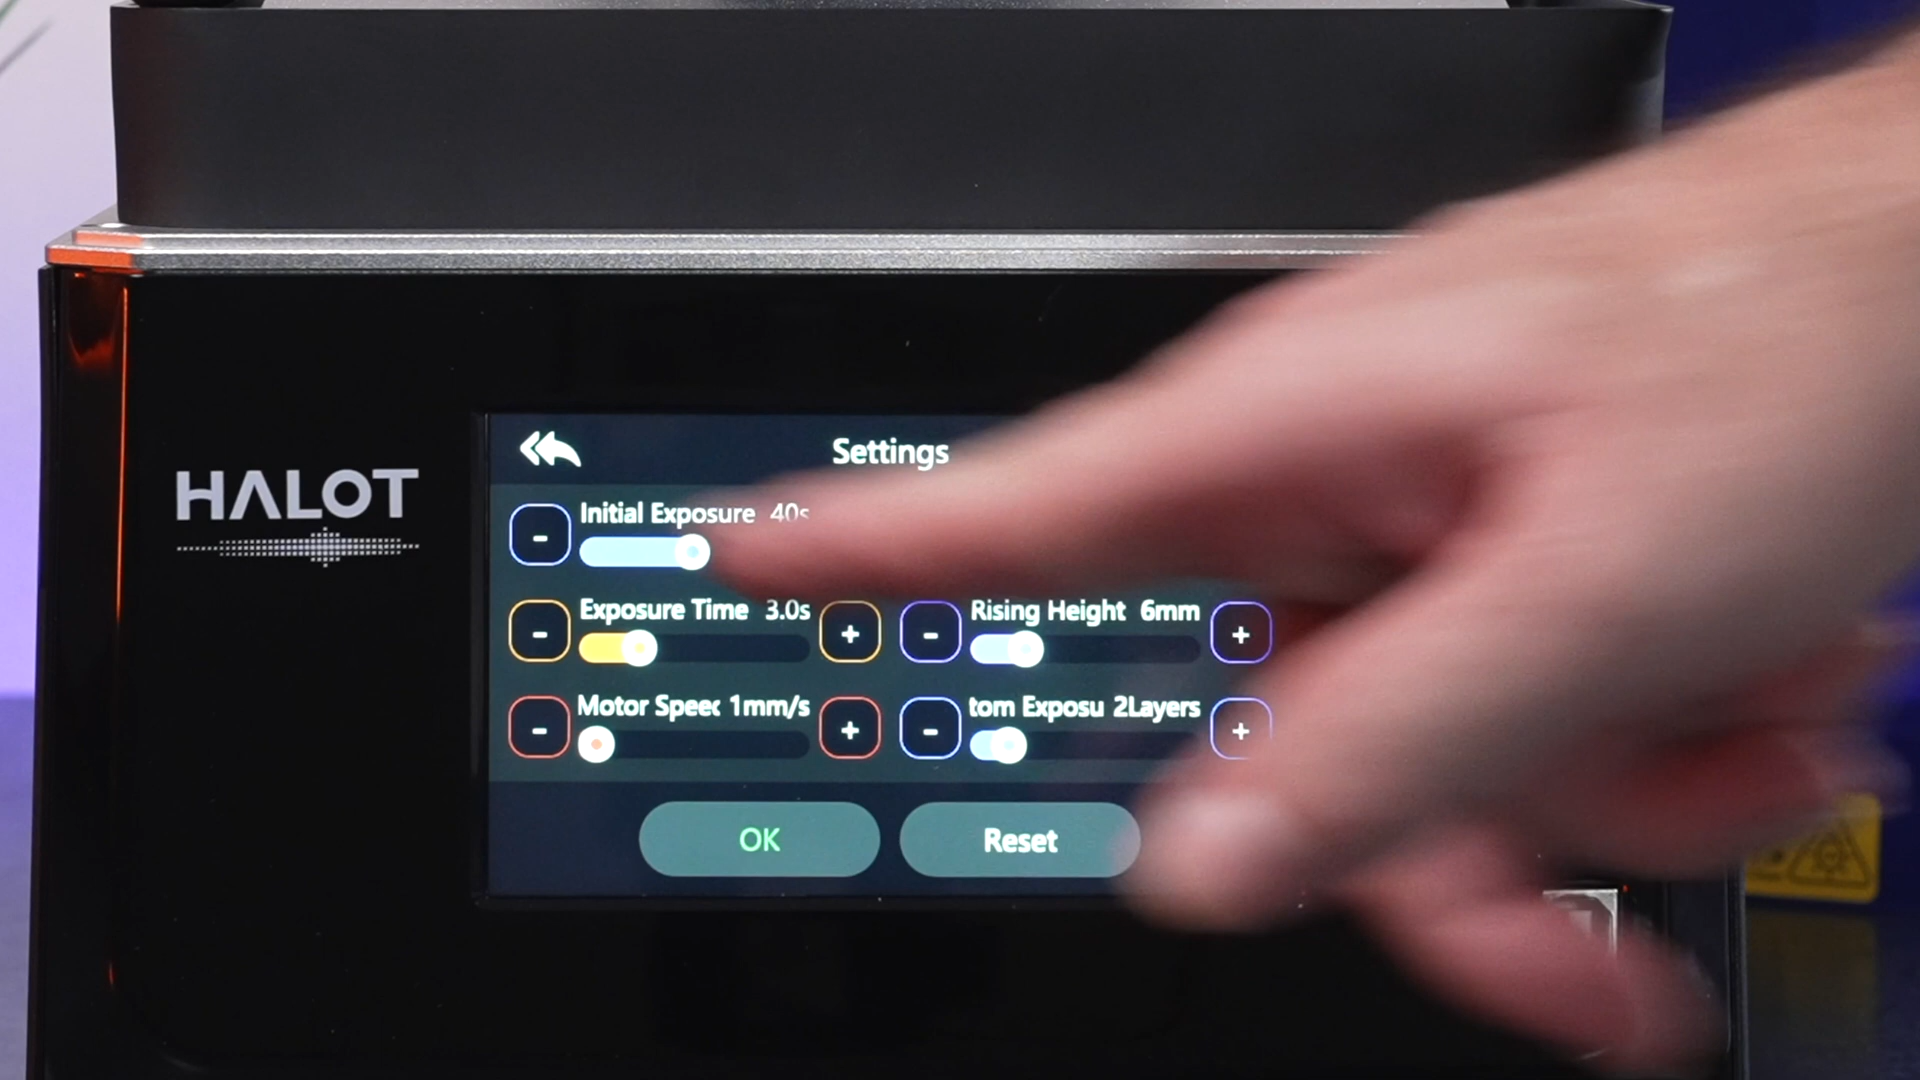 HALOT
Settings
- Initial Exposure 40s
- Exposure Time 3.0s +
- Rising Height 6mm +
- Motor Speec 1mm/s +
- tom Exposu 2Layers +
OK
Reset